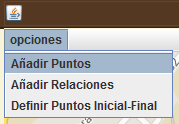 opciones
Añadir Puntos
Añadir Relaciones
Definir Puntos Inicial-Final